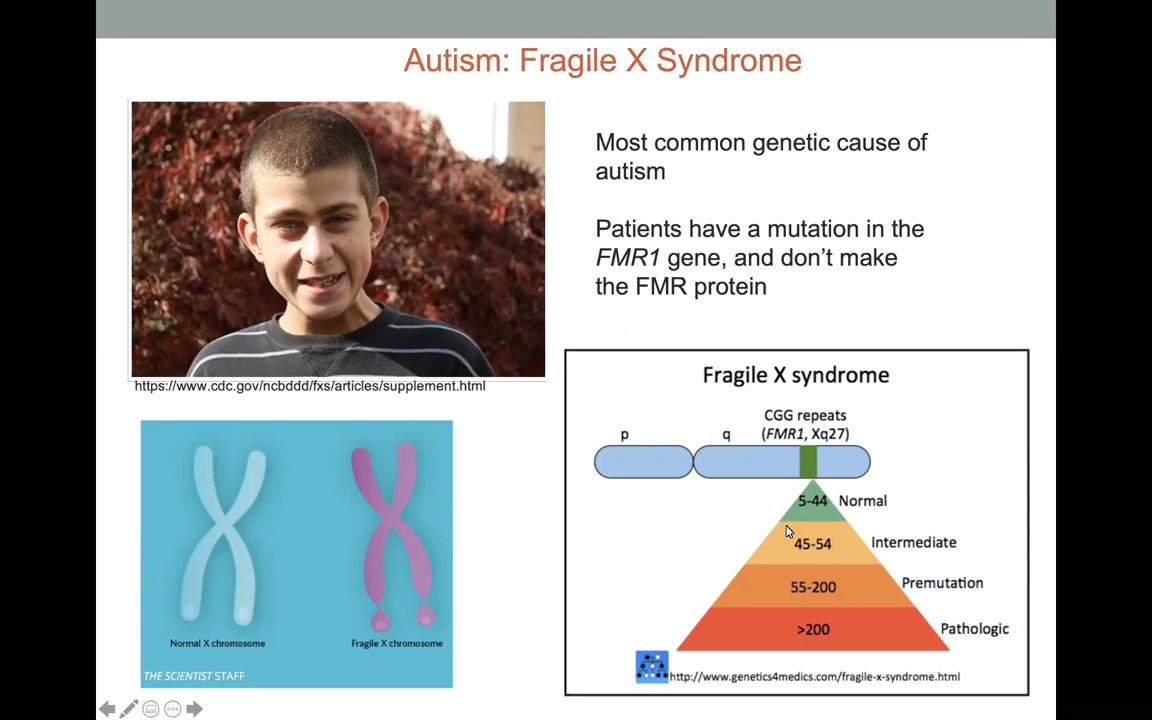 Autism: Fragile X Syndrome
Most common genetic cause of
autism
Patients have a mutation in the
FMR1 gene, and don’t make
the FMR protein
https://www.cdc.gov/ncbddd/fxs/articles/supplement.html
Normal X chromosome
Fragile X chromosome
THE SCIENTIST STAFF
Fragile X syndrome
CGG repeats
(FMR1, Xq27)
p
q
5-44 Normal
45-54 Intermediate
55-200 Premutation
>200 Pathologic
http://www.genetics4medics.com/fragile-x-syndrome.html